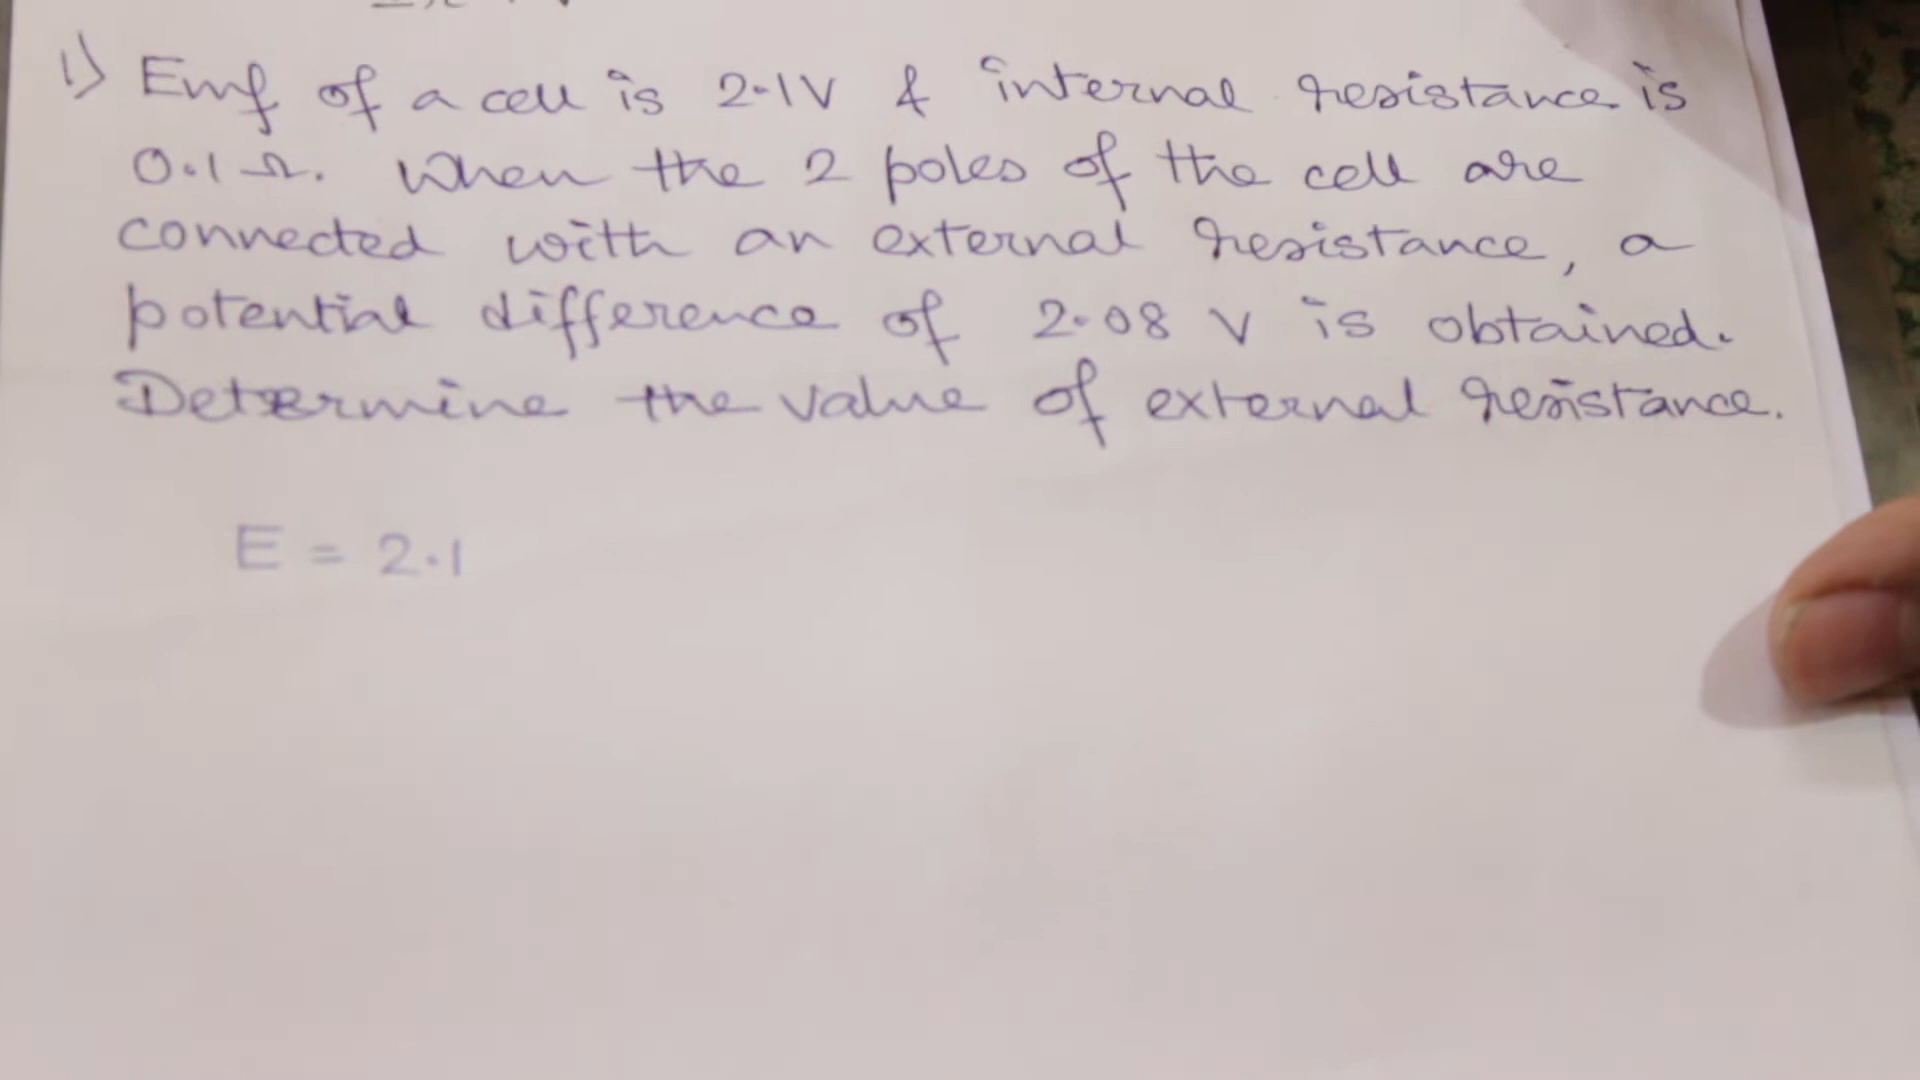 1) Emf of a cell is 2.1V & internal resistance is
0.1 Ω. When the 2 poles of the cell are
connected with an external resistance, a
potential difference of 2.08 V is obtained.
Determine the value of external resistance.
E = 2.1